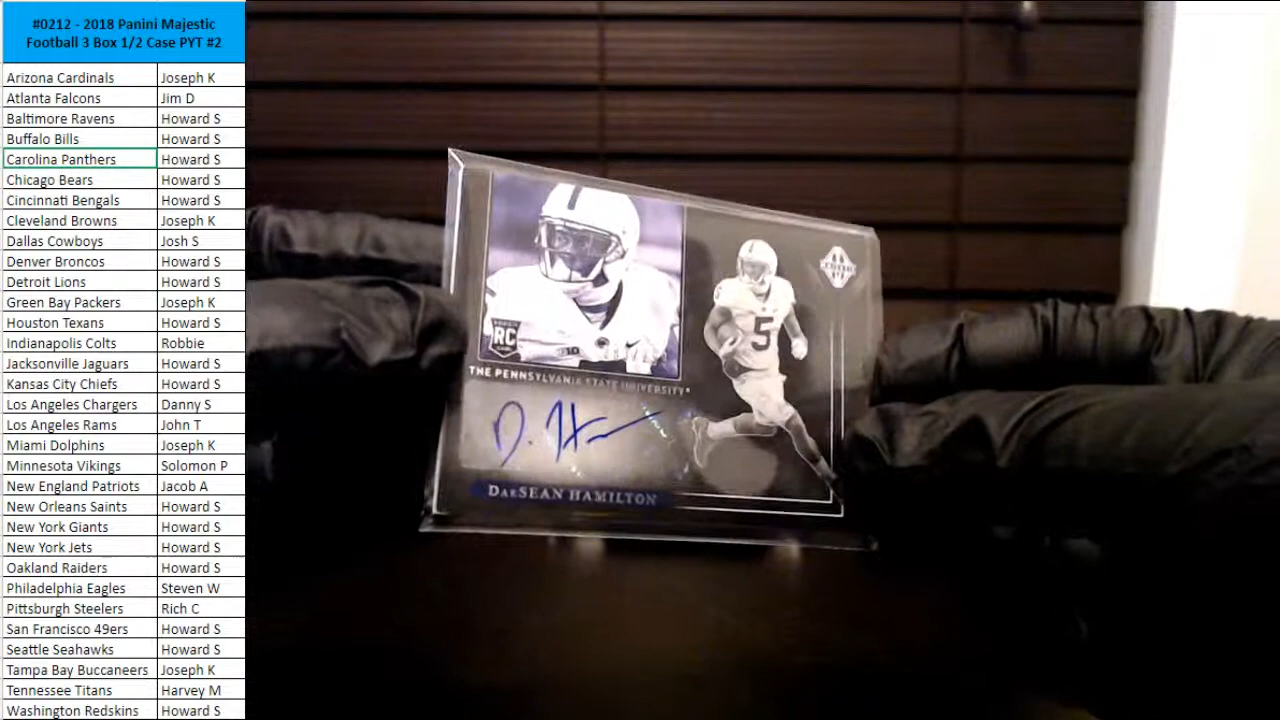 #0212 - 2018 Panini Majestic
Football 3 Box 1/2 Case PYT #2
Arizona Cardinals Joseph K
Atlanta Falcons Jim D
Baltimore Ravens Howard S
Buffalo Bills Howard S
Carolina Panthers Howard S
Chicago Bears Howard S
Cincinnati Bengals Howard S
Cleveland Browns Joseph K
Dallas Cowboys Josh S
Denver Broncos Howard S
Detroit Lions Howard S
Green Bay Packers Joseph K
Houston Texans Howard S
Indianapolis Colts Robbie
Jacksonville Jaguars Howard S
Kansas City Chiefs Howard S
Los Angeles Chargers Danny S
Los Angeles Rams John T
Miami Dolphins Joseph K
Minnesota Vikings Solomon P
New England Patriots Jacob A
New Orleans Saints Howard S
New York Giants Howard S
New York Jets Howard S
Oakland Raiders Howard S
Philadelphia Eagles Steven W
Pittsburgh Steelers Rich C
San Francisco 49ers Howard S
Seattle Seahawks Howard S
Tampa Bay Buccaneers Joseph K
Tennessee Titans Harvey M
Washington Redskins Howard S
RC
5
THE PENNSYLVANIA STATE UNIVERSITY®
D. H
DAESEAN HAMILTON